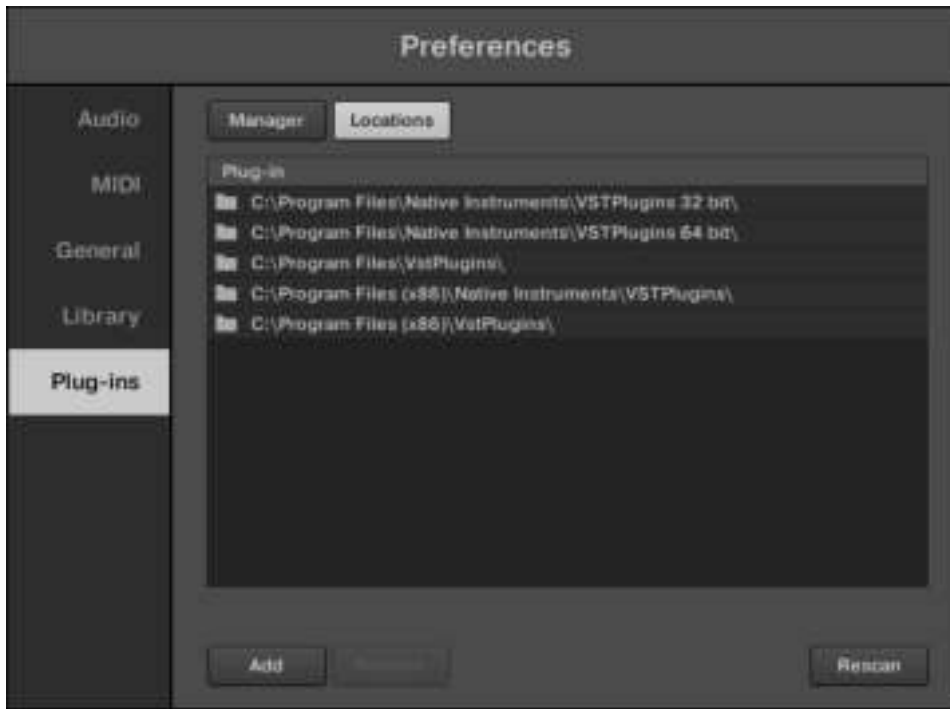 Preferences
Audio
MIDI
General
Library
Plug-ins
Manager
Locations
Plug-in
C:\Program Files\Native Instruments\VSTPlugins 32 bit\
C:\Program Files\Native Instruments\VSTPlugins 64 bit\
C:\Program Files\VstPlugins\
C:\Program Files (x86)\Native Instruments\VSTPlugins\
C:\Program Files (x86)\VstPlugins\
Add
Rescan